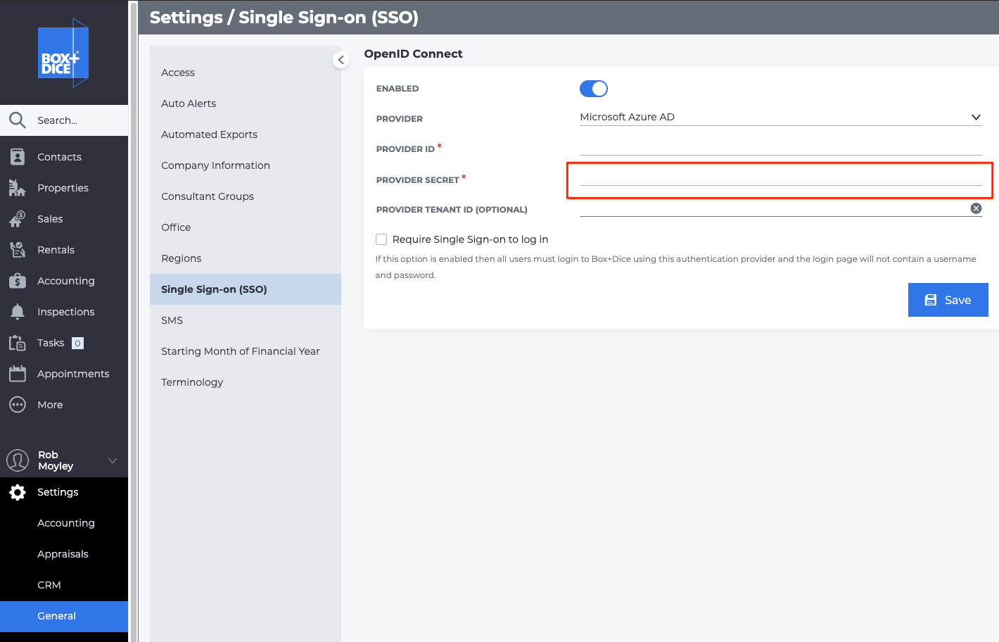 BOX+
DICE
Search...
Contacts
Properties
Sales
Rentals
Accounting
Inspections
Tasks 0
Appointments
More
Rob
Moyley
Settings
Accounting
Appraisals
CRM
General
Settings / Single Sign-on (SSO)
Access
Auto Alerts
Automated Exports
Company Information
Consultant Groups
Office
Regions
Single Sign-on (SSO)
SMS
Starting Month of Financial Year
Terminology
OpenID Connect
ENABLED
PROVIDER Microsoft Azure AD
PROVIDER ID *
PROVIDER SECRET *
PROVIDER TENANT ID (OPTIONAL)
Require Single Sign-on to log in
If this option is enabled then all users must login to Box+Dice using this authentication provider and the login page will not contain a username
and password.
Save